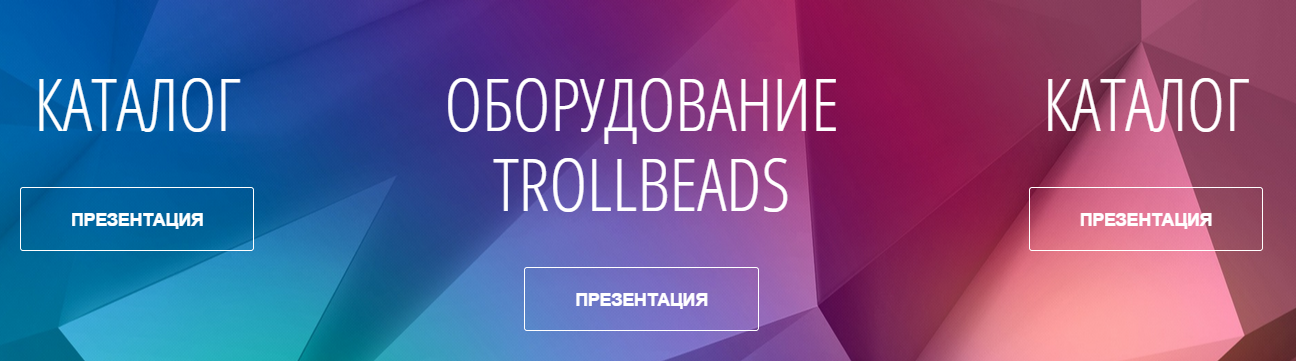 КАТАЛОГ
ПРЕЗЕНТАЦИЯ
ОБОРУДОВАНИЕ
TROLLBEADS
ПРЕЗЕНТАЦИЯ
КАТАЛОГ
ПРЕЗЕНТАЦИЯ